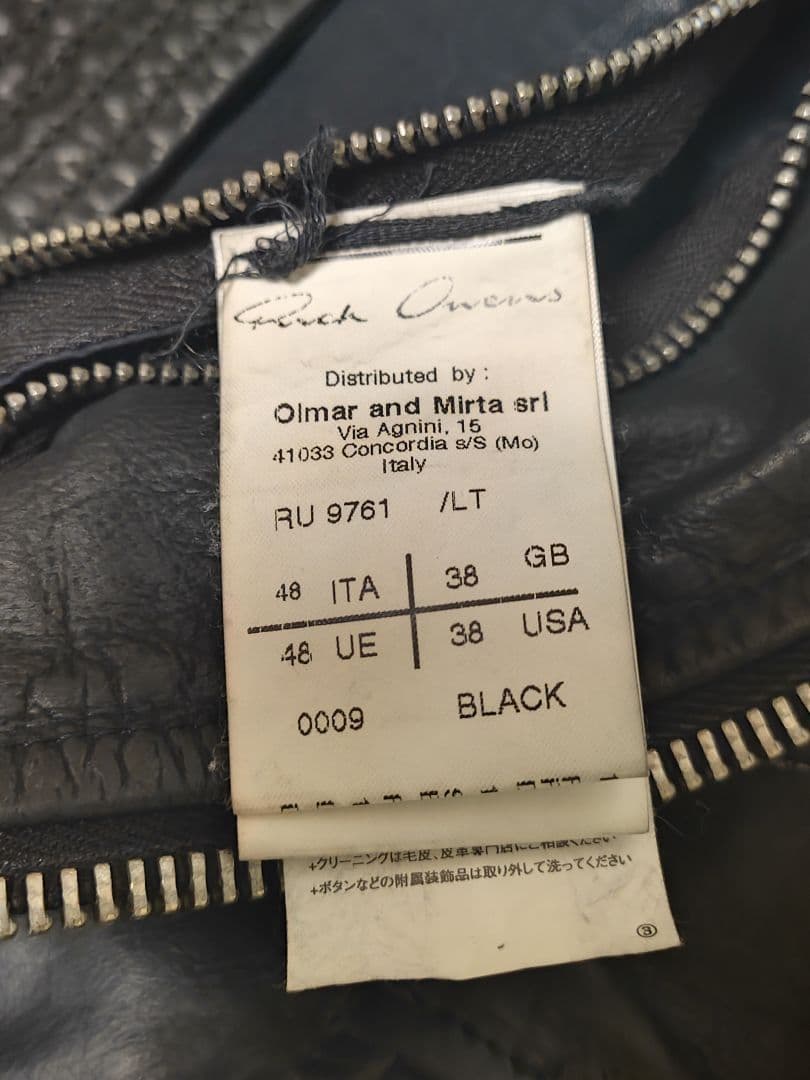 Rick Owens
Distributed by :
Olmar and Mirta srl
Via Agnini, 15
41033 Concordia s/S (Mo)
Italy
RU 9761 /LT
48 ITA 38 GB
48 UE 38 USA
0009 BLACK
+クリーニングは毛皮、皮革専門店にご相談ください
+ボタンなどの附属装飾品は取り外して洗ってください
③